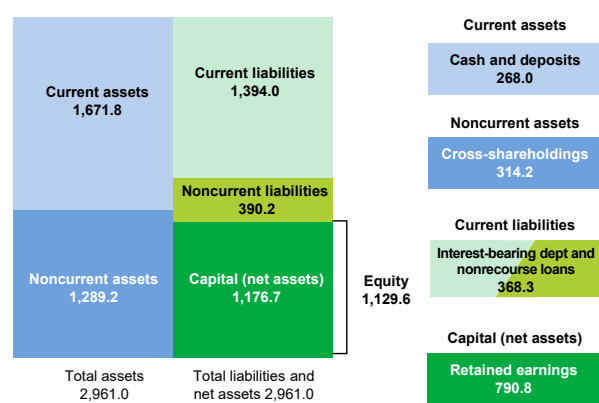 Current assets
1,671.8
Noncurrent assets
1,289.2
Total assets
2,961.0
Current liabilities
1,394.0
Noncurrent liabilities
390.2
Capital (net assets)
1,176.7
Total liabilities and
net assets 2,961.0
Equity
1,129.6
Current assets
Cash and deposits
268.0
Noncurrent assets
Cross-shareholdings
314.2
Current liabilities
Interest-bearing dept and
nonrecourse loans
368.3
Capital (net assets)
Retained earnings
790.8